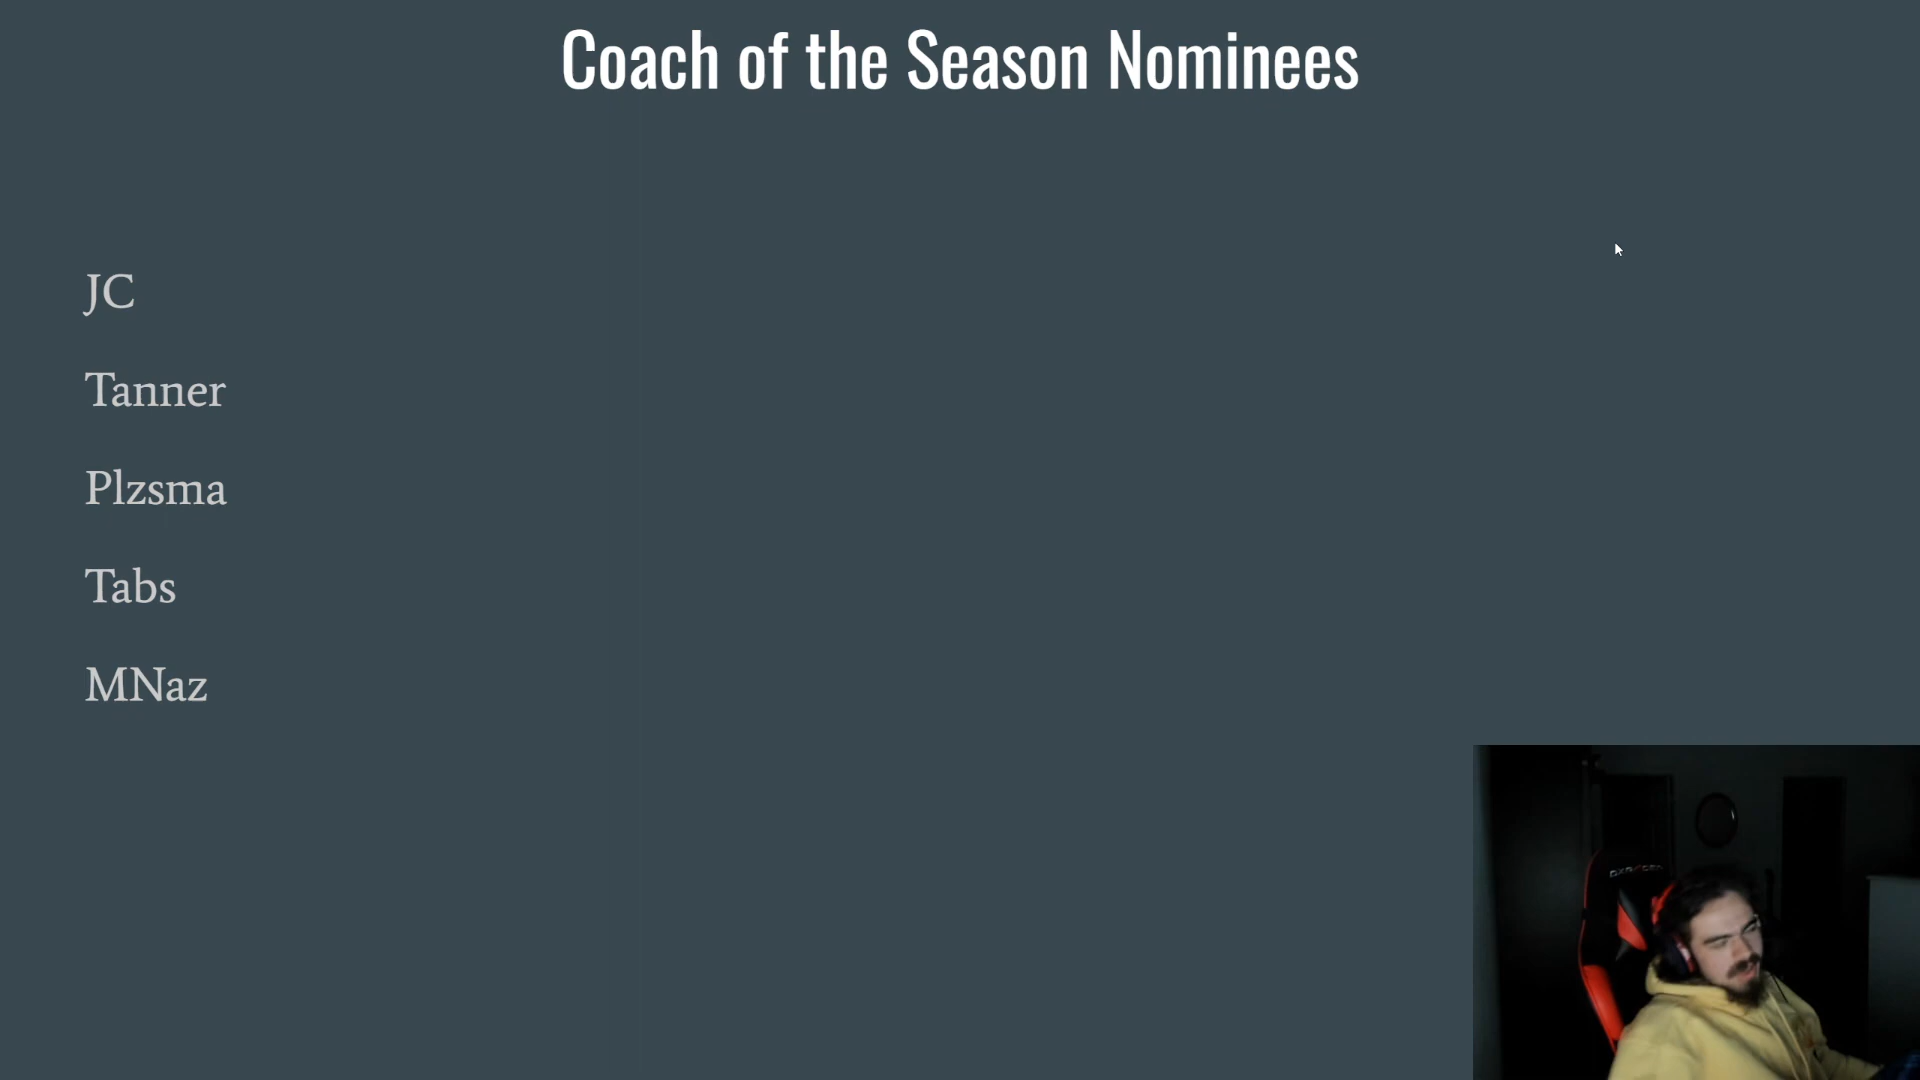 Coach of the Season Nominees
JC
Tanner
Plzsma
Tabs
MNaz